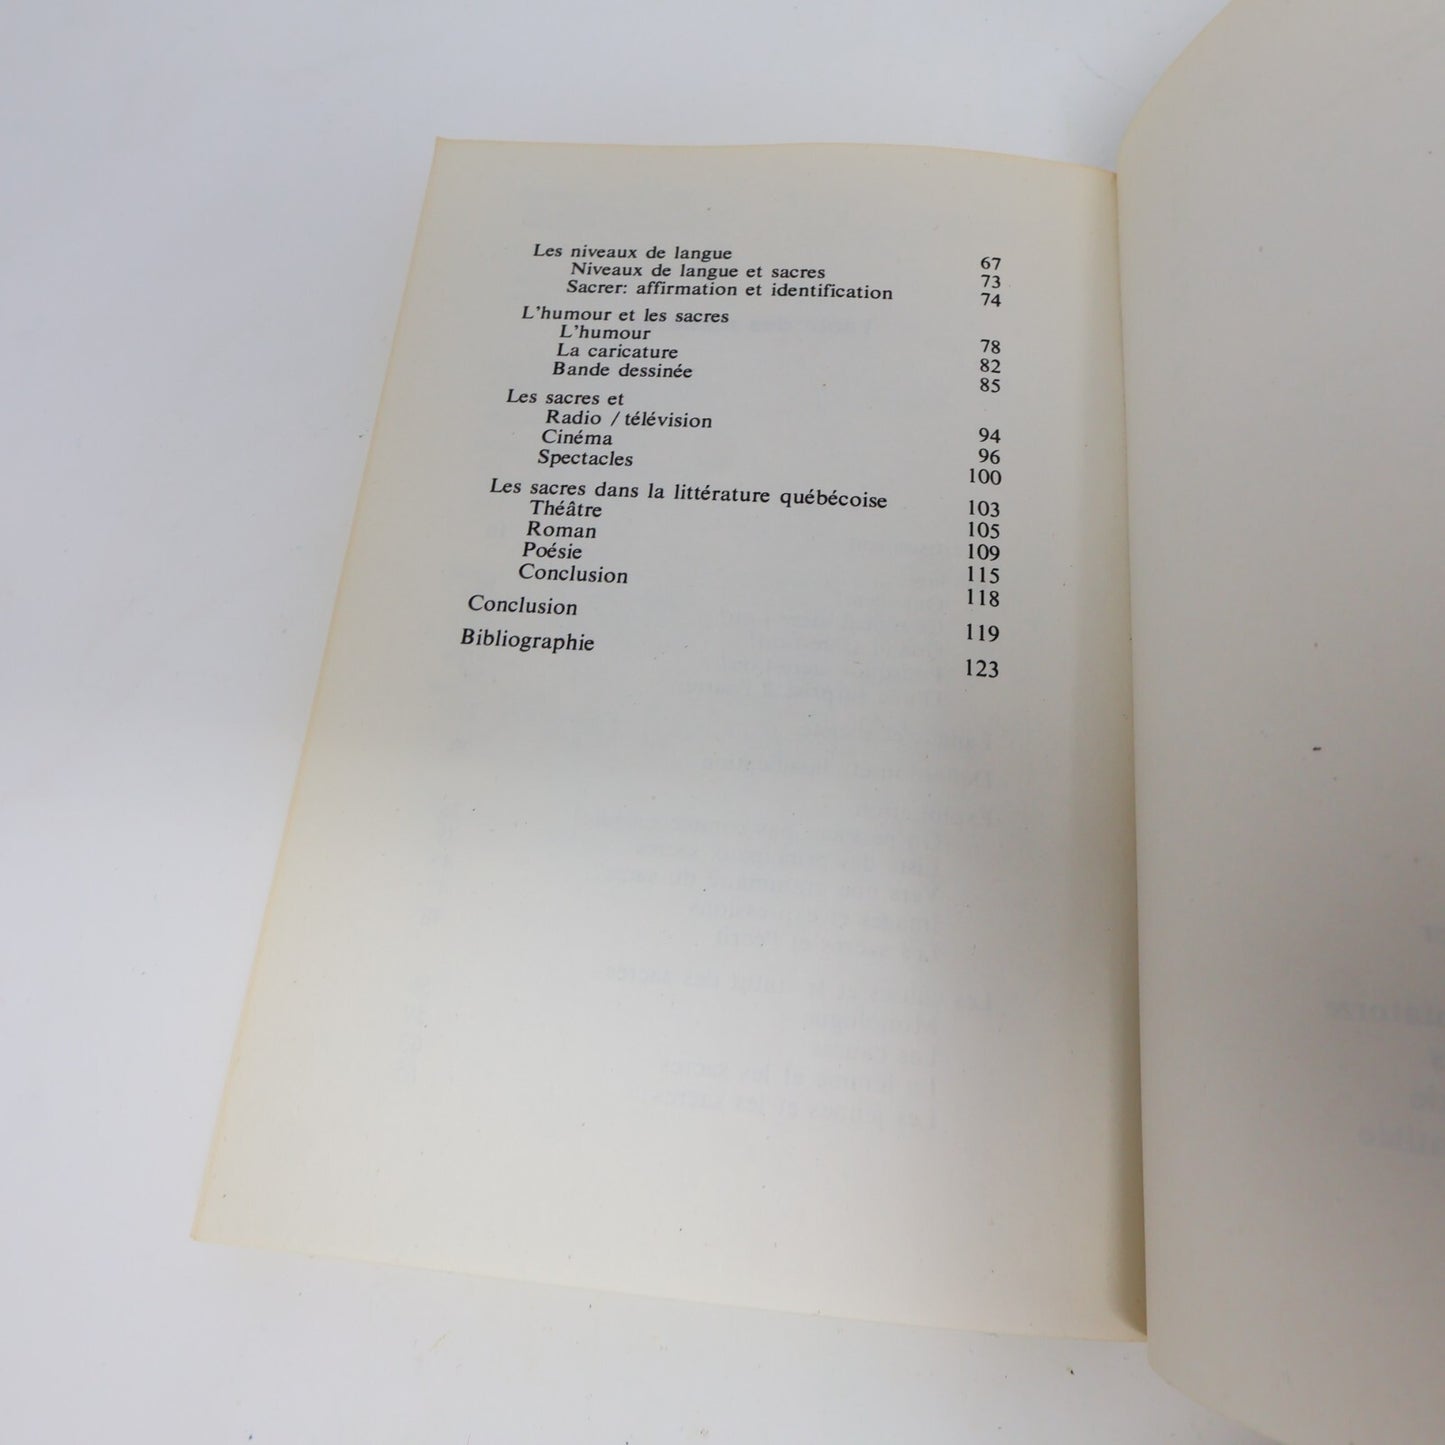 Les niveaux de langue 67
Niveaux de langue et sacres 73
Sacrer: affirmation et identification 74
L'humour et les sacres
L'humour 78
La caricature 82
Bande dessinée 85
Les sacres et
Radio / télévision 94
Cinéma 96
Spectacles 100
Les sacres dans la littérature québécoise 103
Théâtre 105
Roman 109
Poésie 115
Conclusion 118
Conclusion 119
Bibliographie 123